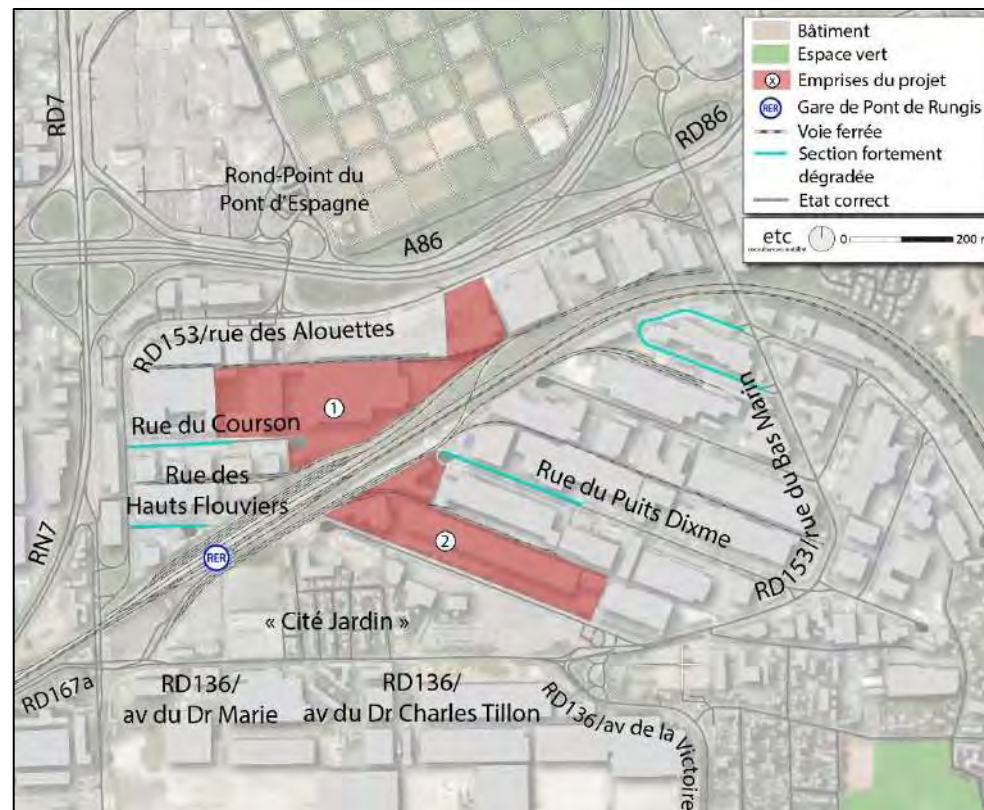 Bâtiment
Espace vert
x Emprises du projet
RER Gare de Pont de Rungis
Voie ferrée
Section fortement
dégradée
Etat correct
etc
0 200 m
RD7
RD86
Rond-Point du
Pont d'Espagne
A86
RD153/rue des Alouettes
1
Rue du Courson
Rue des
Hauts Flouviers
Rue du Puits Dixme
RD153/rue du Bas Marin
2
RN7
RER
« Cité Jardin »
RD167a
RD136/
av du Dr Marie
RD136/
av du Dr Charles Tillon
RD136/av de la Victoire